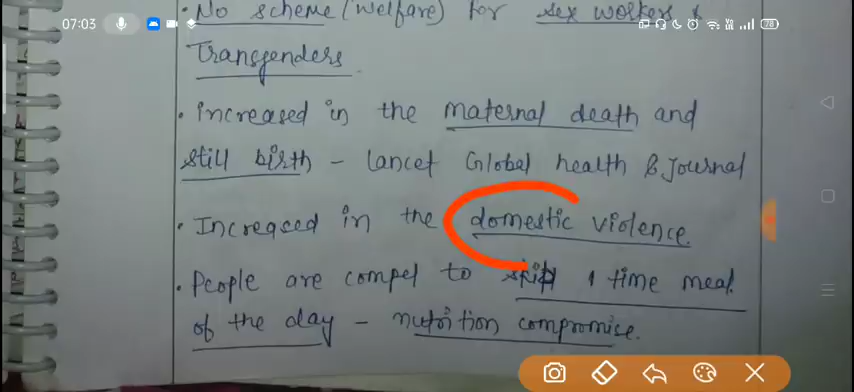 • No scheme (welfare) for sex workers &
07:03
78
Transgenders
• increased in the maternal death and
still birth - Lancet Global health & Journal
• Increased in the domestic violence.
• People are compel to skip 1 time meal
of the day - nutrition compromise.